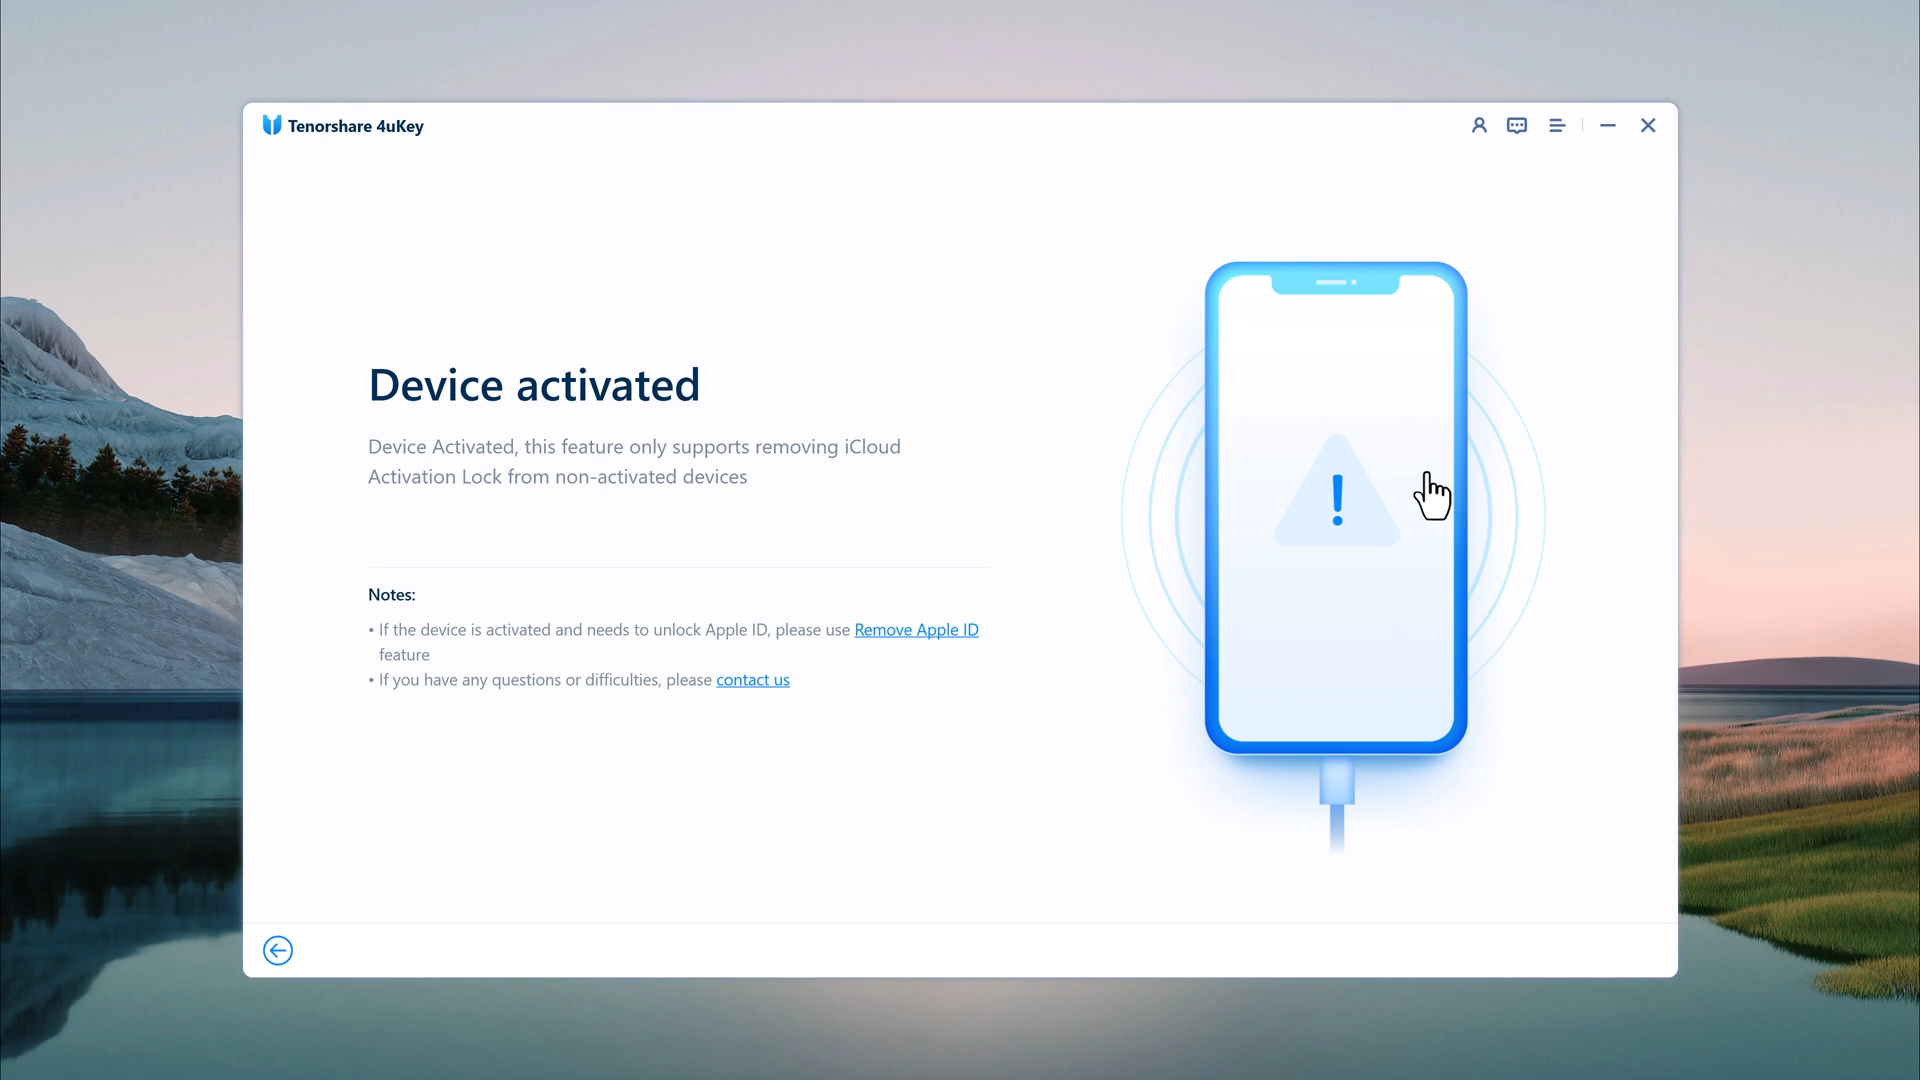 Tenorshare 4uKey
Device activated
Device Activated, this feature only supports removing iCloud
Activation Lock from non-activated devices
Notes:
• If the device is activated and needs to unlock Apple ID, please use Remove Apple ID
feature
• If you have any questions or difficulties, please contact us